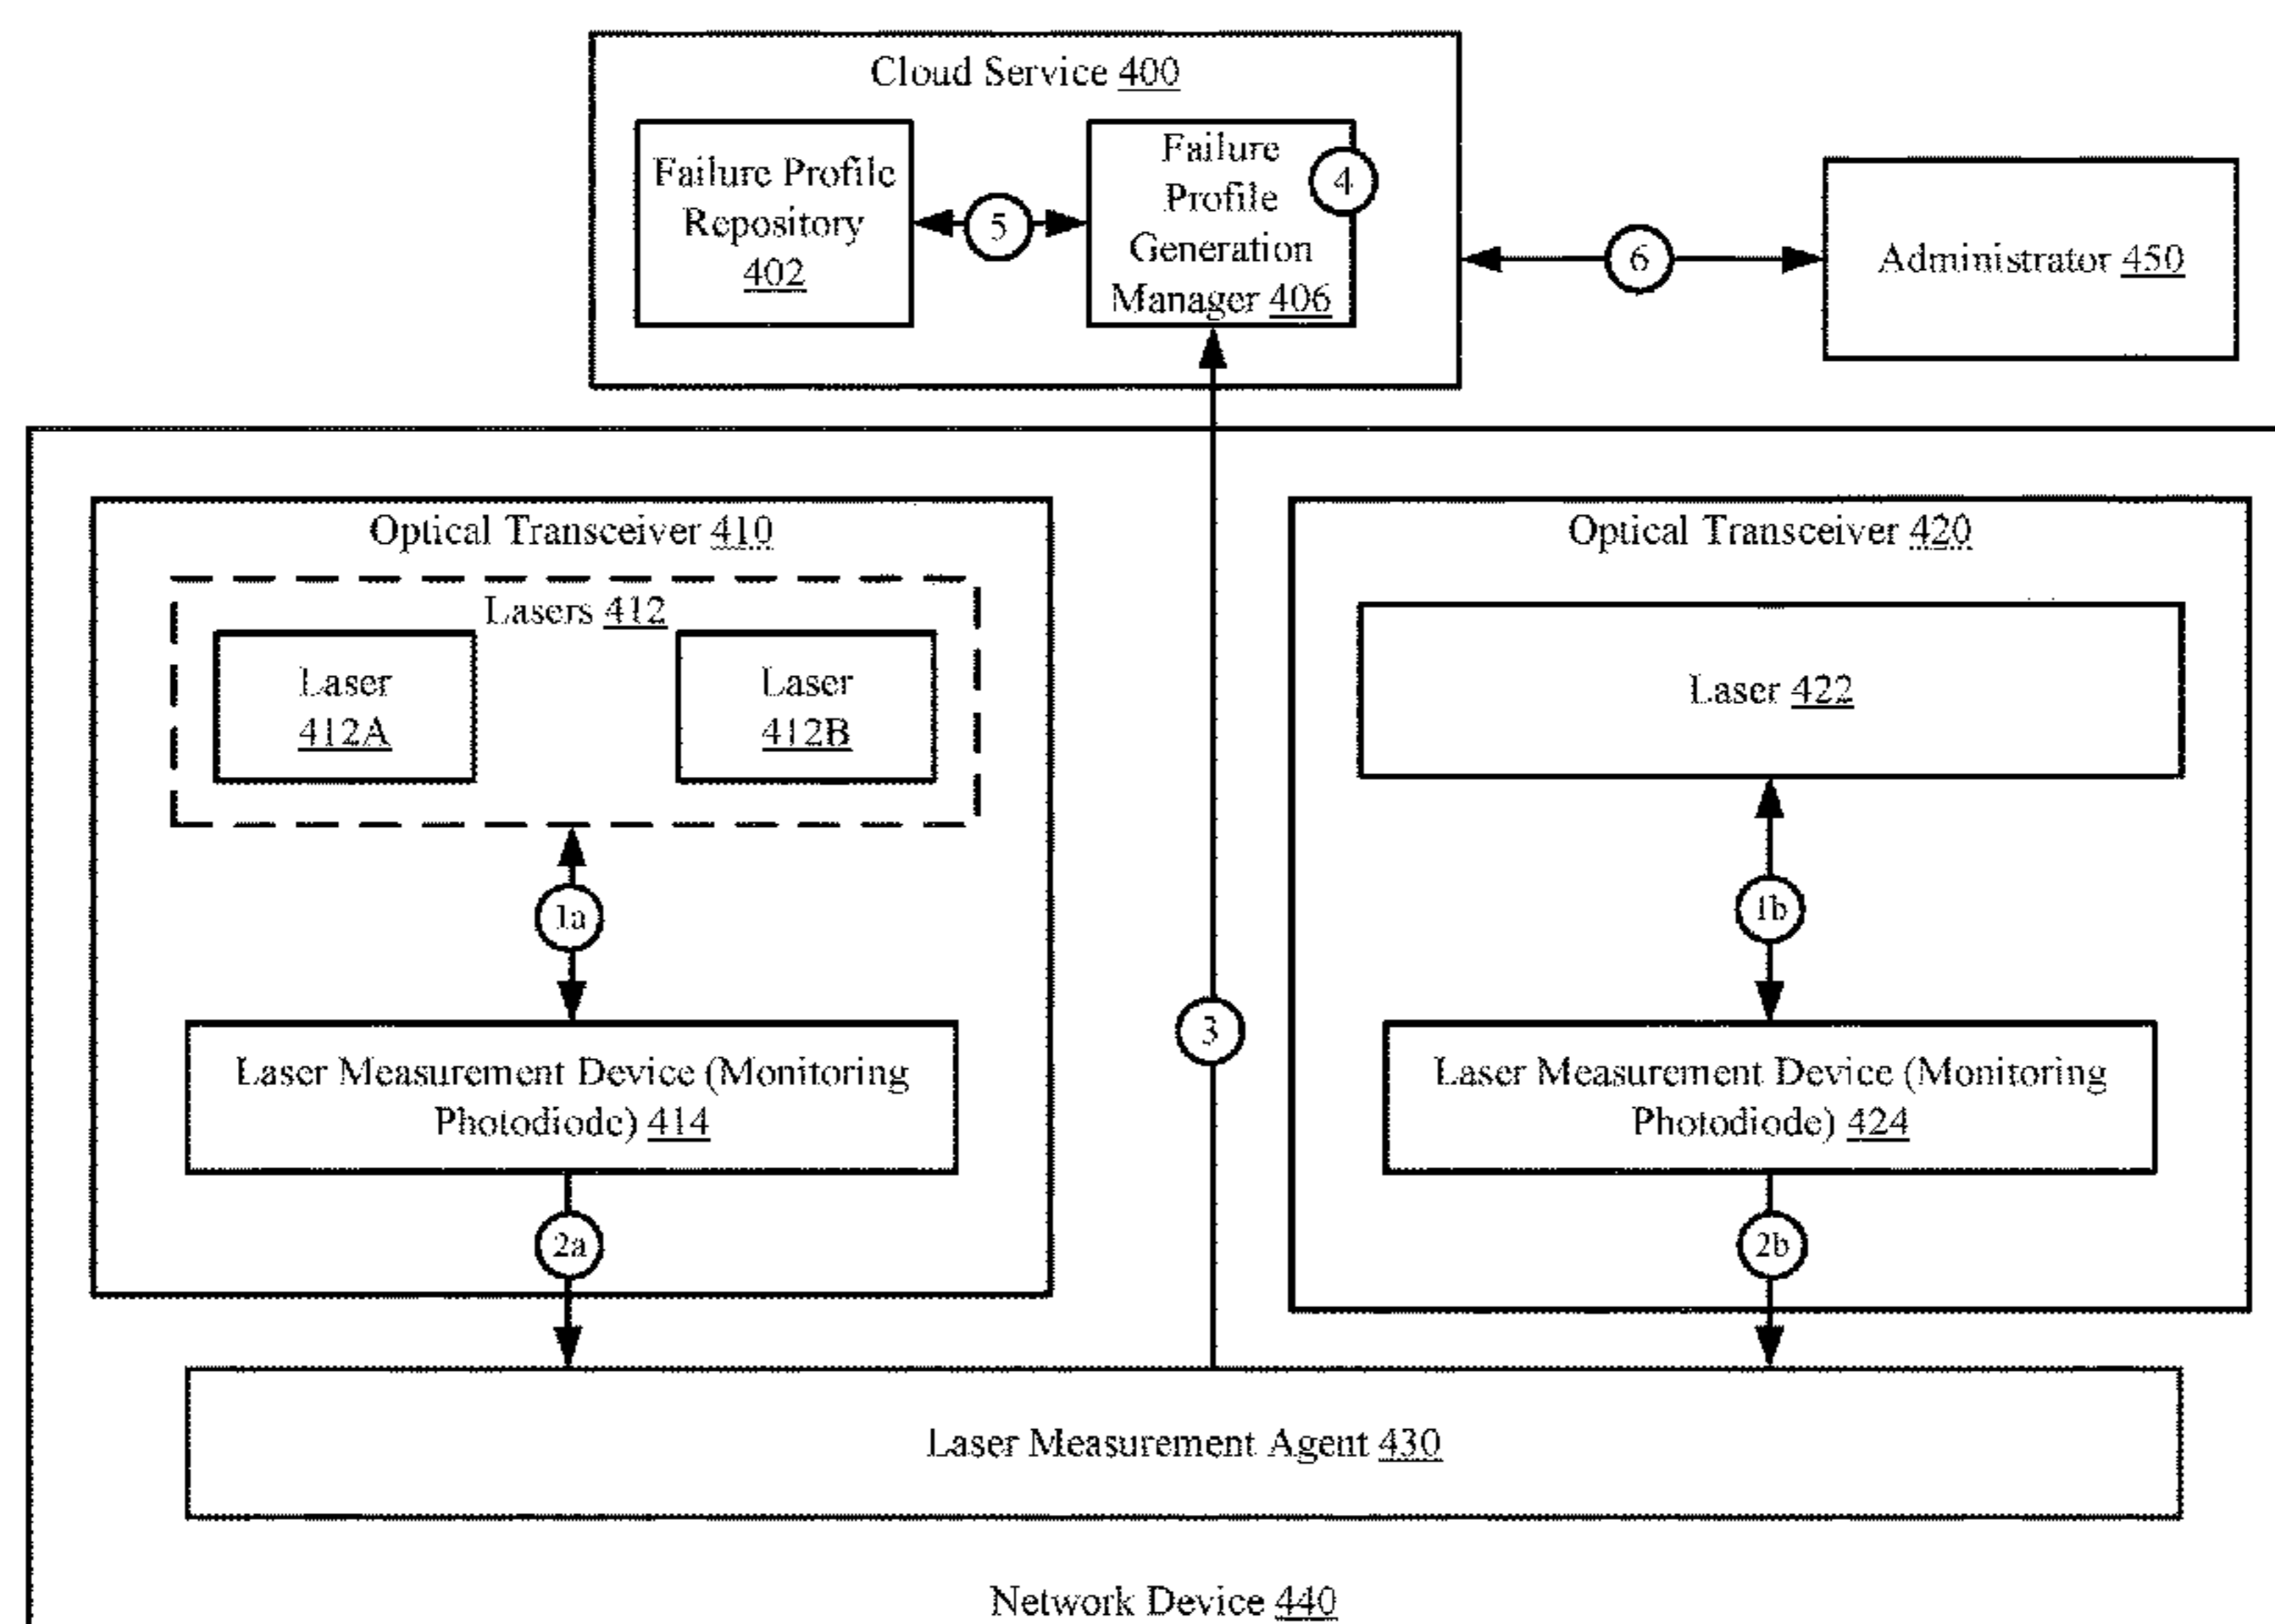 Cloud Service 400
Failure Profile
Repository
402
5
Failure
Profile
Generation
Manager 406
4
6
Administrator 450
Optical Transceiver 410
Lasers 412
Laser
412A
Laser
412B
1a
Laser Measurement Device (Monitoring
Photodiode) 414
2a
3
Optical Transceiver 420
Laser 422
1b
Laser Measurement Device (Monitoring
Photodiode) 424
2b
Laser Measurement Agent 430
Network Device 440